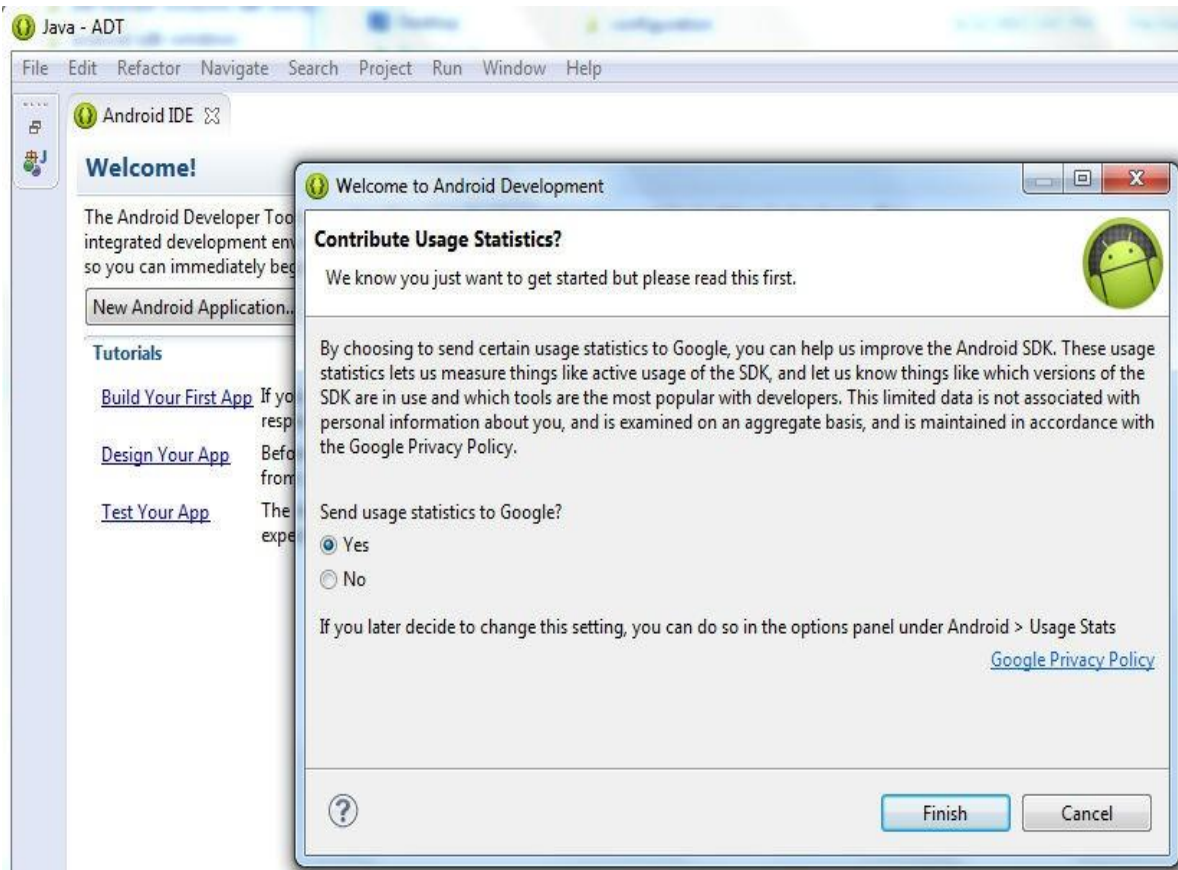 Java - ADT
File Edit Refactor Navigate Search Project Run Window Help
Android IDE
Welcome!
The Android Developer Too
integrated development env
so you can immediately beg
New Android Application..
Tutorials
Build Your First App If yo
resp
Design Your App Befo
from
Test Your App The
expe
Welcome to Android Development
Contribute Usage Statistics?
We know you just want to get started but please read this first.
By choosing to send certain usage statistics to Google, you can help us improve the Android SDK. These usage
statistics lets us measure things like active usage of the SDK, and let us know things like which versions of the
SDK are in use and which tools are the most popular with developers. This limited data is not associated with
personal information about you, and is examined on an aggregate basis, and is maintained in accordance with
the Google Privacy Policy.
Send usage statistics to Google?
Yes
No
If you later decide to change this setting, you can do so in the options panel under Android > Usage Stats
Google Privacy Policy
Finish Cancel